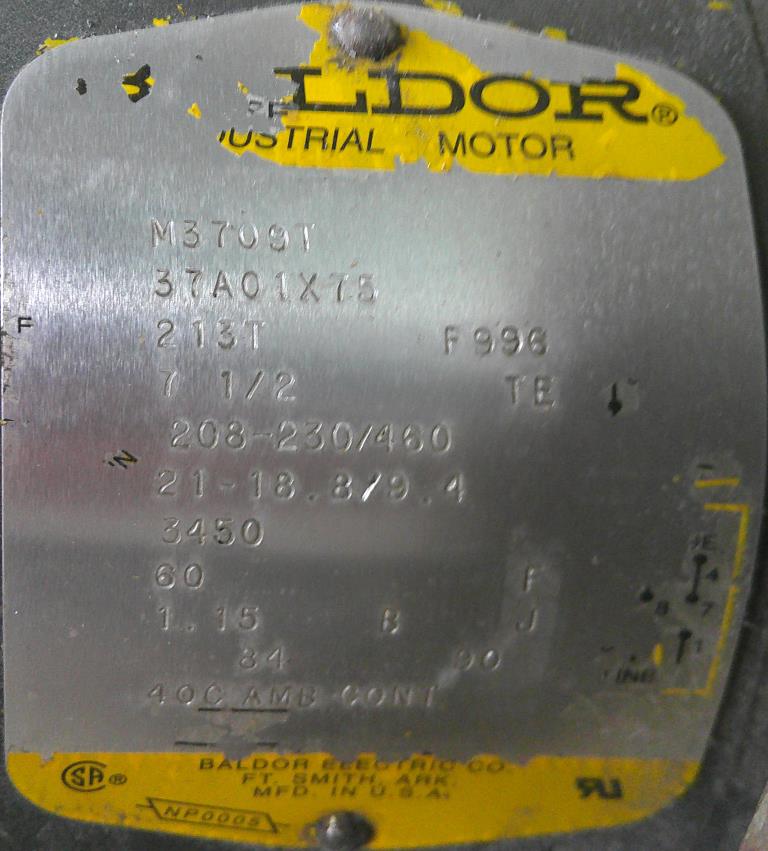 LDOR®
USTRIAL MOTOR
M3709T
37A01X75
213T F996
7 1/2 TE
208-230/460
21-18.8/9.4
3450
60 F
1.15 B J
84 90
40C AMB-CONT
BALDOR ELECTRIC CO.
FT. SMITH, ARK.
MFD. IN U.S.A.
NP0005